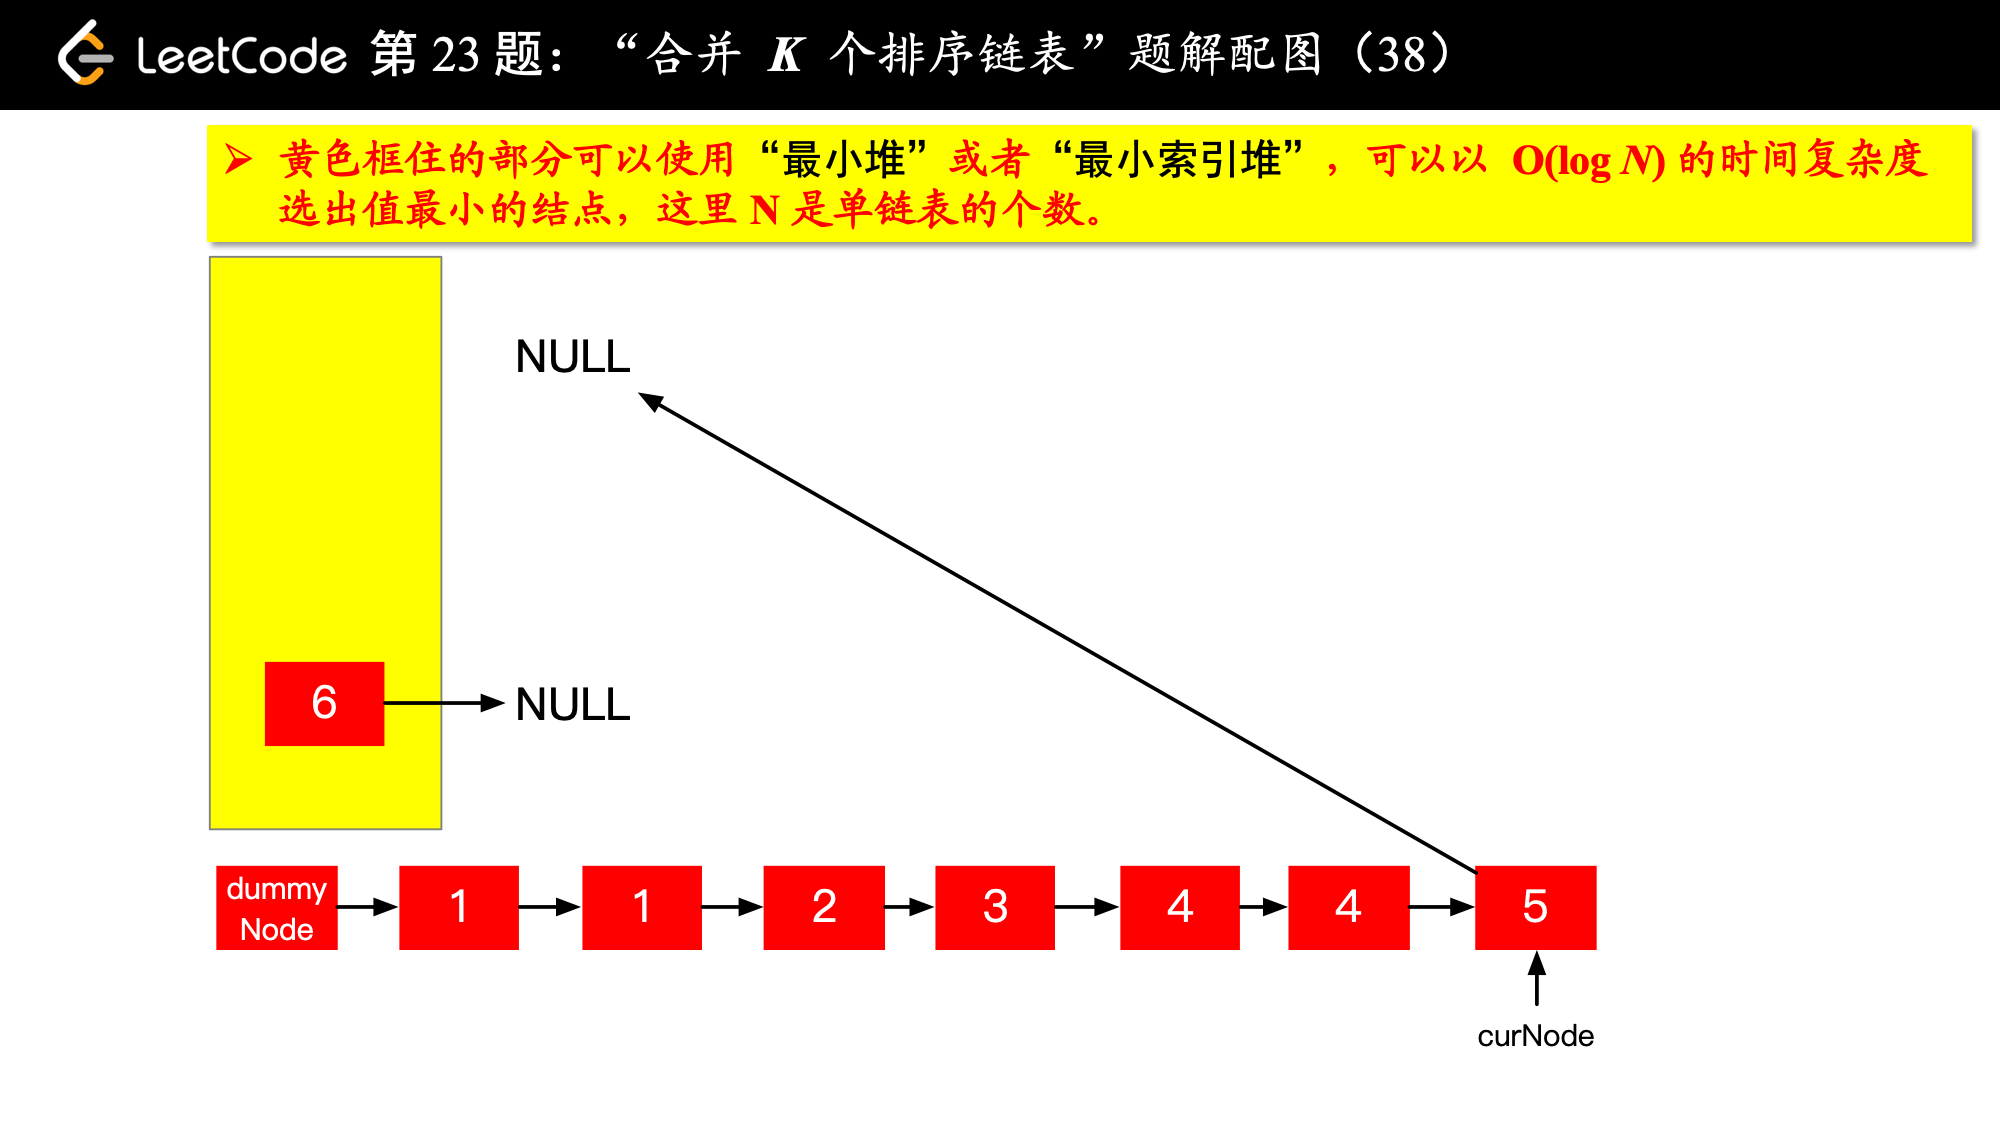 LeetCode 第 23 题：“合并 K 个排序链表”题解配图（38）
➢ 黄色框住的部分可以使用“最小堆”或者“最小索引堆”，可以以 O(log N) 的时间复杂度
选出值最小的结点，这里 N 是单链表的个数。
NULL
6 NULL
dummy
Node 1 1 2 3 4 4 5
curNode